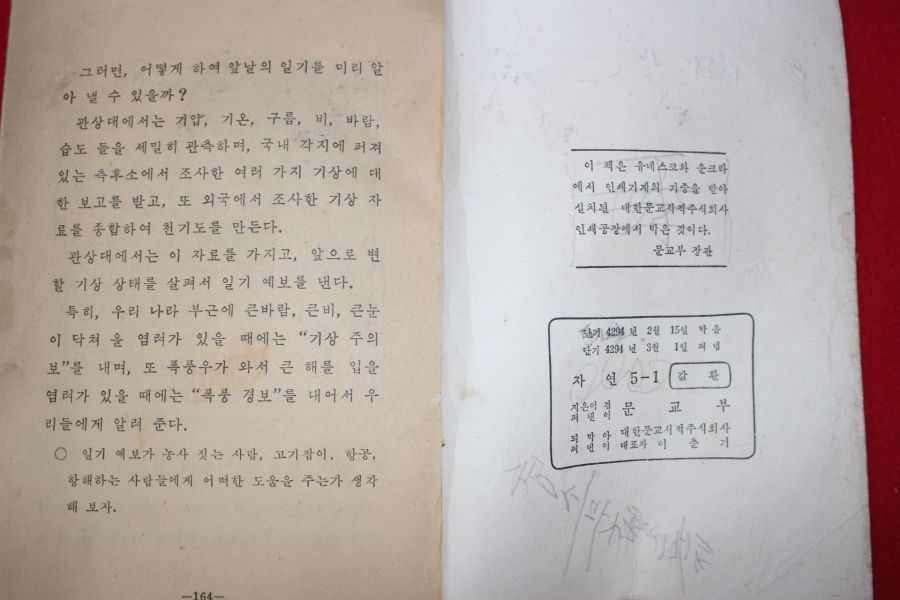 그러면, 어떻게 하여 앞날의 일기를 미리 알
아 낼 수 있을까?
관상대에서는 기압, 기온, 구름, 비, 바람,
습도 들을 세밀히 관측하며, 국내 각지에 퍼져
있는 측후소에서 조사한 여러 가지 기상에 대
한 보고를 받고, 또 외국에서 조사한 기상 자
료를 종합하여 천기도를 만든다.
관상대에서는 이 자료를 가지고, 앞으로 변
할 기상 상태를 살펴서 일기 예보를 낸다.
특히, 우리 나라 부근에 큰바람, 큰비, 큰눈
이 닥쳐 올 염려가 있을 때에는 “기상 주의
보”를 내며, 또 폭풍우가 와서 큰 해를 입을
염려가 있을 때에는 “폭풍 경보”를 내어서 우
리들에게 알려 준다.
○ 일기 예보가 농사 짓는 사람, 고기잡이, 항공,
항해하는 사람들에게 어떠한 도움을 주는가 생각
해 보자.
—164—
이 책은 유네스코와 운크라
에서 인쇄기계의 기증을 받아
설치된 대한문교서적주식회사
인쇄공장에서 박은 것이다.
문교부 장관
단기 4294 년 2월 15일 박음
단기 4294 년 3월 1일 펴냄
자 연 5-1 값 환
지은이 겸
펴낸이 문 교 부
되박아
펴낸이 대한문교서적주식회사
대표자 이 춘 기